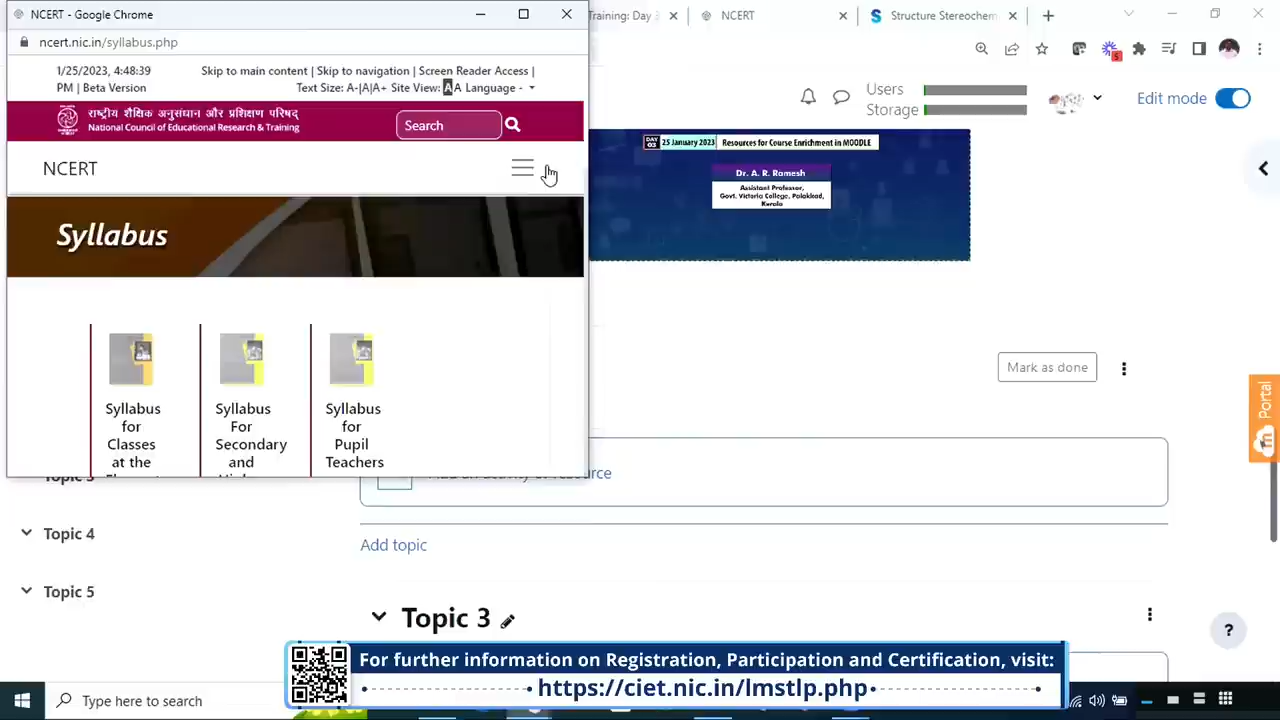 NCERT - Google Chrome
ncert.nic.in/syllabus.php
1/25/2023, 4:48:39
PM | Beta Version
Skip to main content | Skip to navigation | Screen Reader Access |
Text Size: A-|A|A+ Site View: A A Language -
राष्ट्रीय शैक्षिक अनुसंधान और प्रशिक्षण परिषद्
National Council of Educational Research & Training
Search
NCERT
Syllabus
Syllabus
for
Classes
at the
Syllabus
For
Secondary
and
Syllabus
for
Pupil
Teachers
Training: Day 3
NCERT
Structure Stereochem
5
Users
Storage
Edit mode
DAY
03
25 January 2023
Resources for Course Enrichment in MOODLE
Dr. A. R. Ramesh
Assistant Professor,
Govt. Victoria College, Palakkad,
Kerala
Mark as done
Portal
Topic 4
Add topic
Topic 5
Topic 3
?
For further information on Registration, Participation and Certification, visit:
https://ciet.nic.in/lmstlp.php
Type here to search